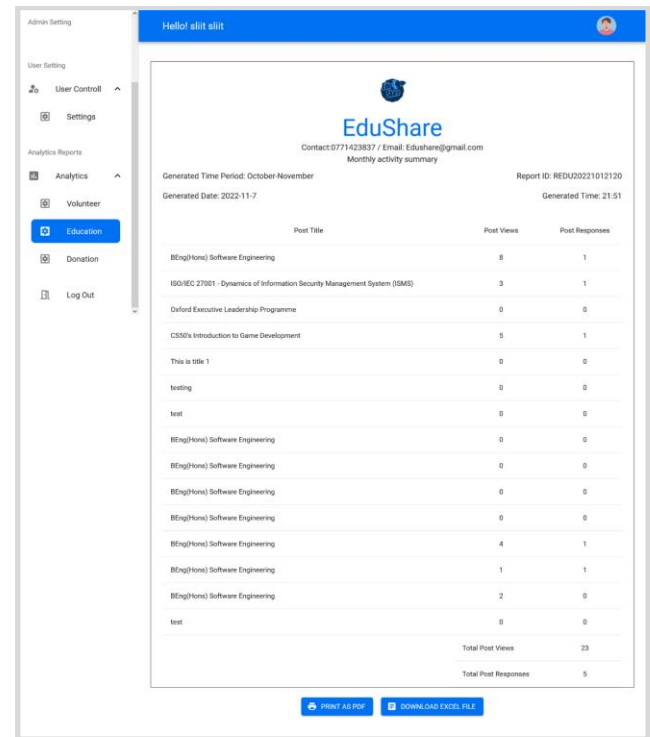 Admin Setting
Hello! sliit sliit
User Setting
User Controll
Settings
Analytics Reports
Analytics
Volunteer
Education
Donation
Log Out
EduShare
Contact:0771423837 / Email: Edushare@gmail.com
Monthly activity summary
Generated Time Period: October-November Report ID: REDU20221012120
Generated Date: 2022-11-7 Generated Time: 21:51
Post Title Post Views Post Responses
BEng(Hons) Software Engineering 8 1
ISO/IEC 27001 - Dynamics of Information Security Management System (ISMS) 3 1
Oxford Executive Leadership Programme 0 0
CS50's Introduction to Game Development 5 1
This is title 1 0 0
testing 0 0
test 0 0
BEng(Hons) Software Engineering 0 0
BEng(Hons) Software Engineering 0 0
BEng(Hons) Software Engineering 0 0
BEng(Hons) Software Engineering 0 0
BEng(Hons) Software Engineering 4 1
BEng(Hons) Software Engineering 1 1
BEng(Hons) Software Engineering 2 0
test 0 0
Total Post Views 23
Total Post Responses 5
PRINT AS PDF DOWNLOAD EXCEL FILE